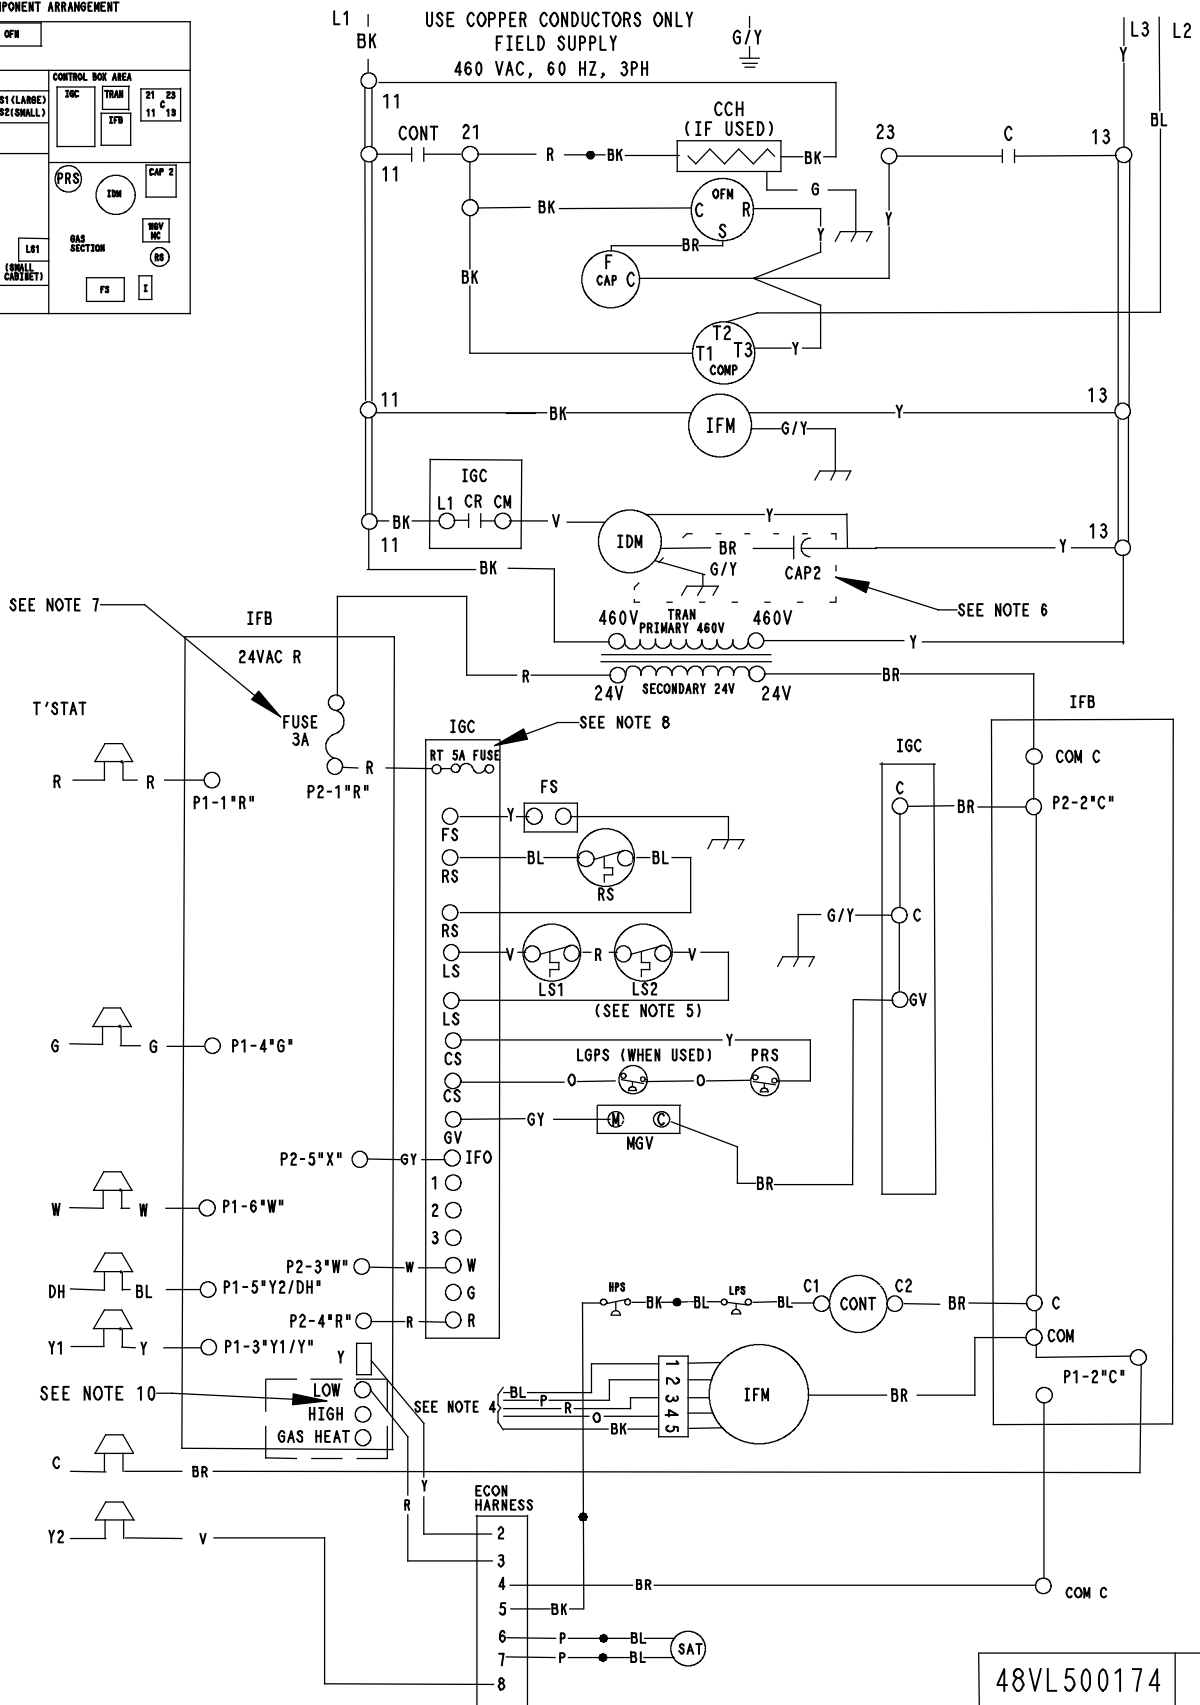 PONENT ARRANGEMENT
OFM
CONTROL BOX AREA
IGC
TRAN
21 23
C
11 13
IFB
S1(LARGE)
S2(SMALL)
PRS
IDM
CAP 2
MGV
GAS
SECTION
RS
LS1
(SMALL
CABINET)
FS
I
L1
BK
USE COPPER CONDUCTORS ONLY
FIELD SUPPLY
460 VAC, 60 HZ, 3PH
G/Y
L3
L2
Y
BL
11
CONT
21
CCH
(IF USED)
23
C
13
11
R
BK
BK
G
BK
OFM
C
R
S
Y
Y
BR
F
CAP C
BK
T2
T1
T3
COMP
Y
11
BK
IFM
Y
13
G/Y
IGC
L1 CR CM
BK
V
IDM
Y
BR
CAP2
G/Y
Y
13
11
BK
SEE NOTE 6
SEE NOTE 7
IFB
24VAC R
460V
TRAN
PRIMARY 460V
460V
Y
R
24V
SECONDARY 24V
24V
BR
T'STAT
FUSE
3A
IGC
SEE NOTE 8
IFB
RT 5A FUSE
IGC
COM C
R
R
P1-1"R"
P2-1"R"
R
FS
C
BR
P2-2"C"
FS
Y
RS
BL
BL
RS
RS
G/Y
C
LS
V
R
V
LS1
LS2
(SEE NOTE 5)
LS
GV
G
G
P1-4"G"
CS
Y
LGPS (WHEN USED)
PRS
CS
O
O
GV
GY
M
C
MGV
BR
P2-5"X"
GY
IFO
1
2
3
W
W
P1-6"W"
P2-3"W"
W
W
DH
BL
P1-5"Y2/DH"
G
HPS
BK
BL
LPS
BL
C1
CONT
C2
BR
C
P2-4"R"
R
R
Y1
Y
P1-3"Y1/Y"
COM
Y
P1-2"C"
SEE NOTE 10
LOW
HIGH
GAS HEAT
SEE NOTE 4
BL
P
R
O
BK
1
2
3
4
5
IFM
BR
C
BR
Y
R
ECON
HARNESS
Y2
V
2
3
4
BR
COM C
5
BK
6
P
BL
SAT
7
P
BL
8
48VL500174